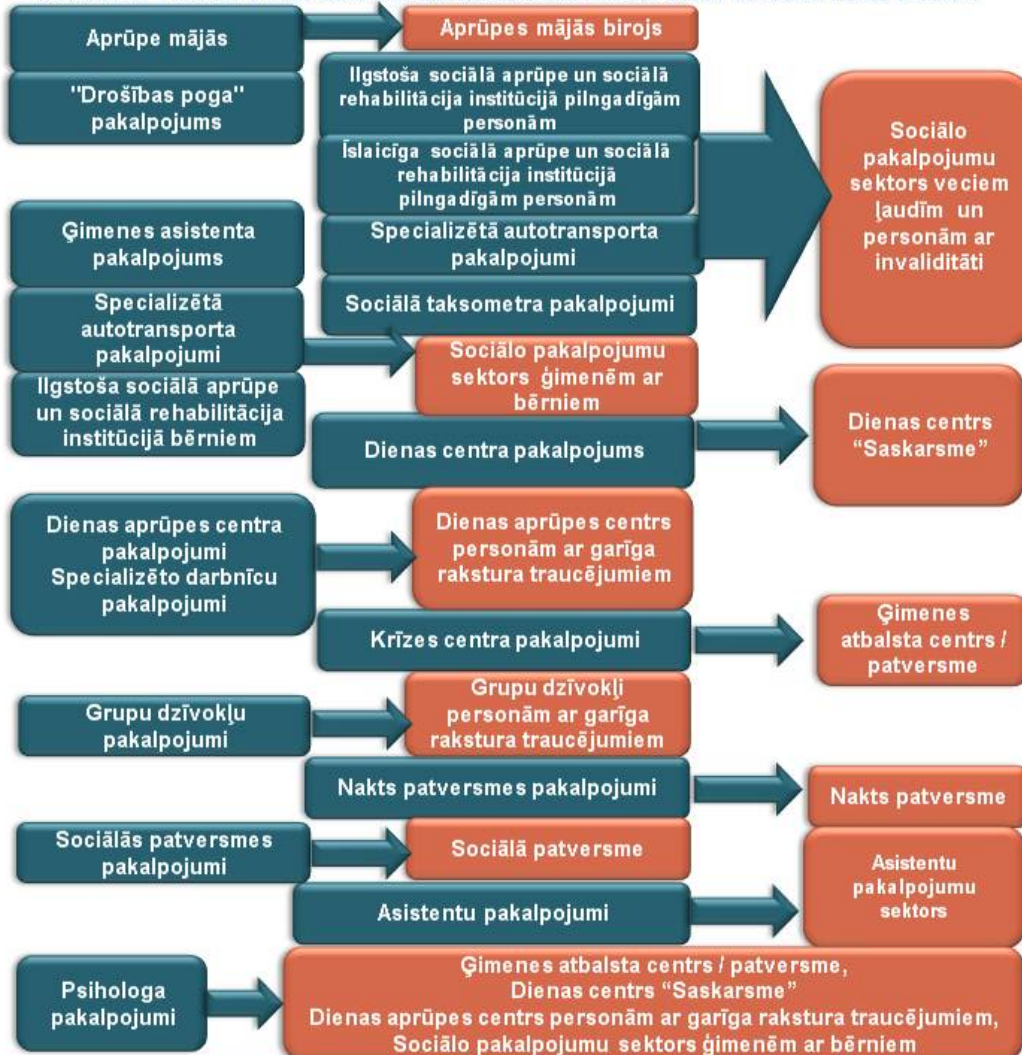 Aprūpe mājās
Aprūpes mājās birojs
"Drošības poga"
pakalpojums
Ilgstoša sociālā aprūpe un sociālā
rehabilitācija institūcijā pilngadīgām
personām
Īslaicīga sociālā aprūpe un sociālā
rehabilitācija institūcijā
pilngadīgām personām
Specializētā autotransporta
pakalpojumi
Sociālā taksometra pakalpojumi
Sociālo
pakalpojumu
sektors veciem
ļaudīm un
personām ar
invaliditāti
Ģimenes asistenta
pakalpojums
Specializētā
autotransporta
pakalpojumi
Ilgstoša sociālā aprūpe
un sociālā rehabilitācija
institūcijā bērniem
Sociālo pakalpojumu
sektors ģimenēm ar
bērniem
Dienas centra pakalpojums
Dienas centrs
“Saskarsme”
Dienas aprūpes centra
pakalpojumi
Specializēto darbnīcu
pakalpojumi
Dienas aprūpes centrs
personām ar garīga
rakstura traucējumiem
Krīzes centra pakalpojumi
Ģimenes
atbalsta centrs /
patversme
Grupu dzīvokļu
pakalpojumi
Grupu dzīvokļi
personām ar garīga
rakstura traucējumiem
Nakts patversmes pakalpojumi
Nakts patversme
Sociālās patversmes
pakalpojumi
Sociālā patversme
Asistentu pakalpojumi
Asistentu
pakalpojumu
sektors
Psihologa
pakalpojumi
Ģimenes atbalsta centrs / patversme,
Dienas centrs “Saskarsme”
Dienas aprūpes centrs personām ar garīga rakstura traucējumiem,
Sociālo pakalpojumu sektors ģimenēm ar bērniem